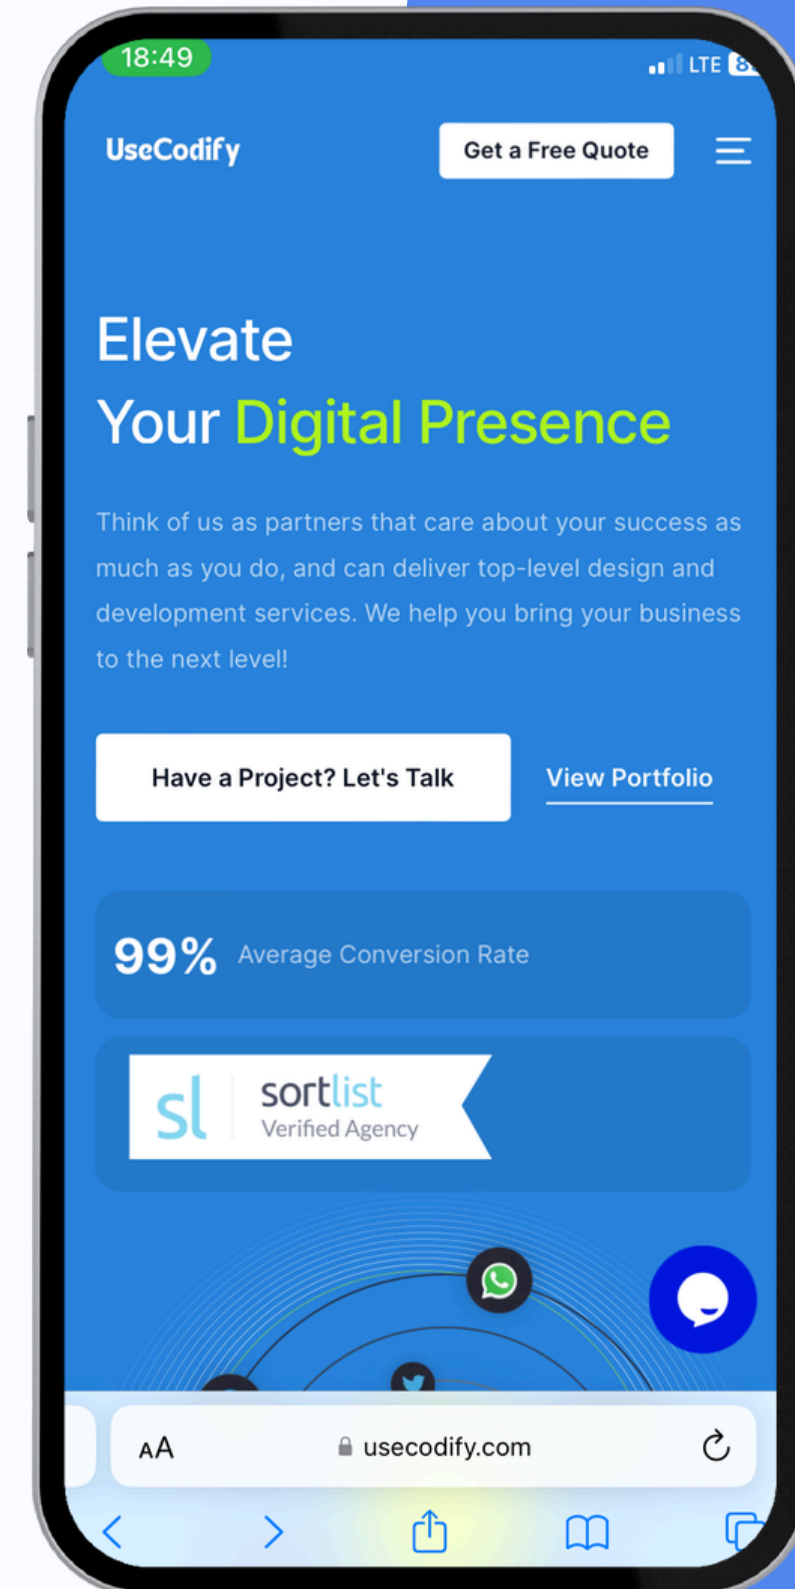 18:49
LTE
UseCodify
Get a Free Quote
Elevate
Your Digital Presence
Think of us as partners that care about your success as
much as you do, and can deliver top-level design and
development services. We help you bring your business
to the next level!
Have a Project? Let's Talk
View Portfolio
99% Average Conversion Rate
sl
sortlist
Verified Agency
AA
usecodify.com